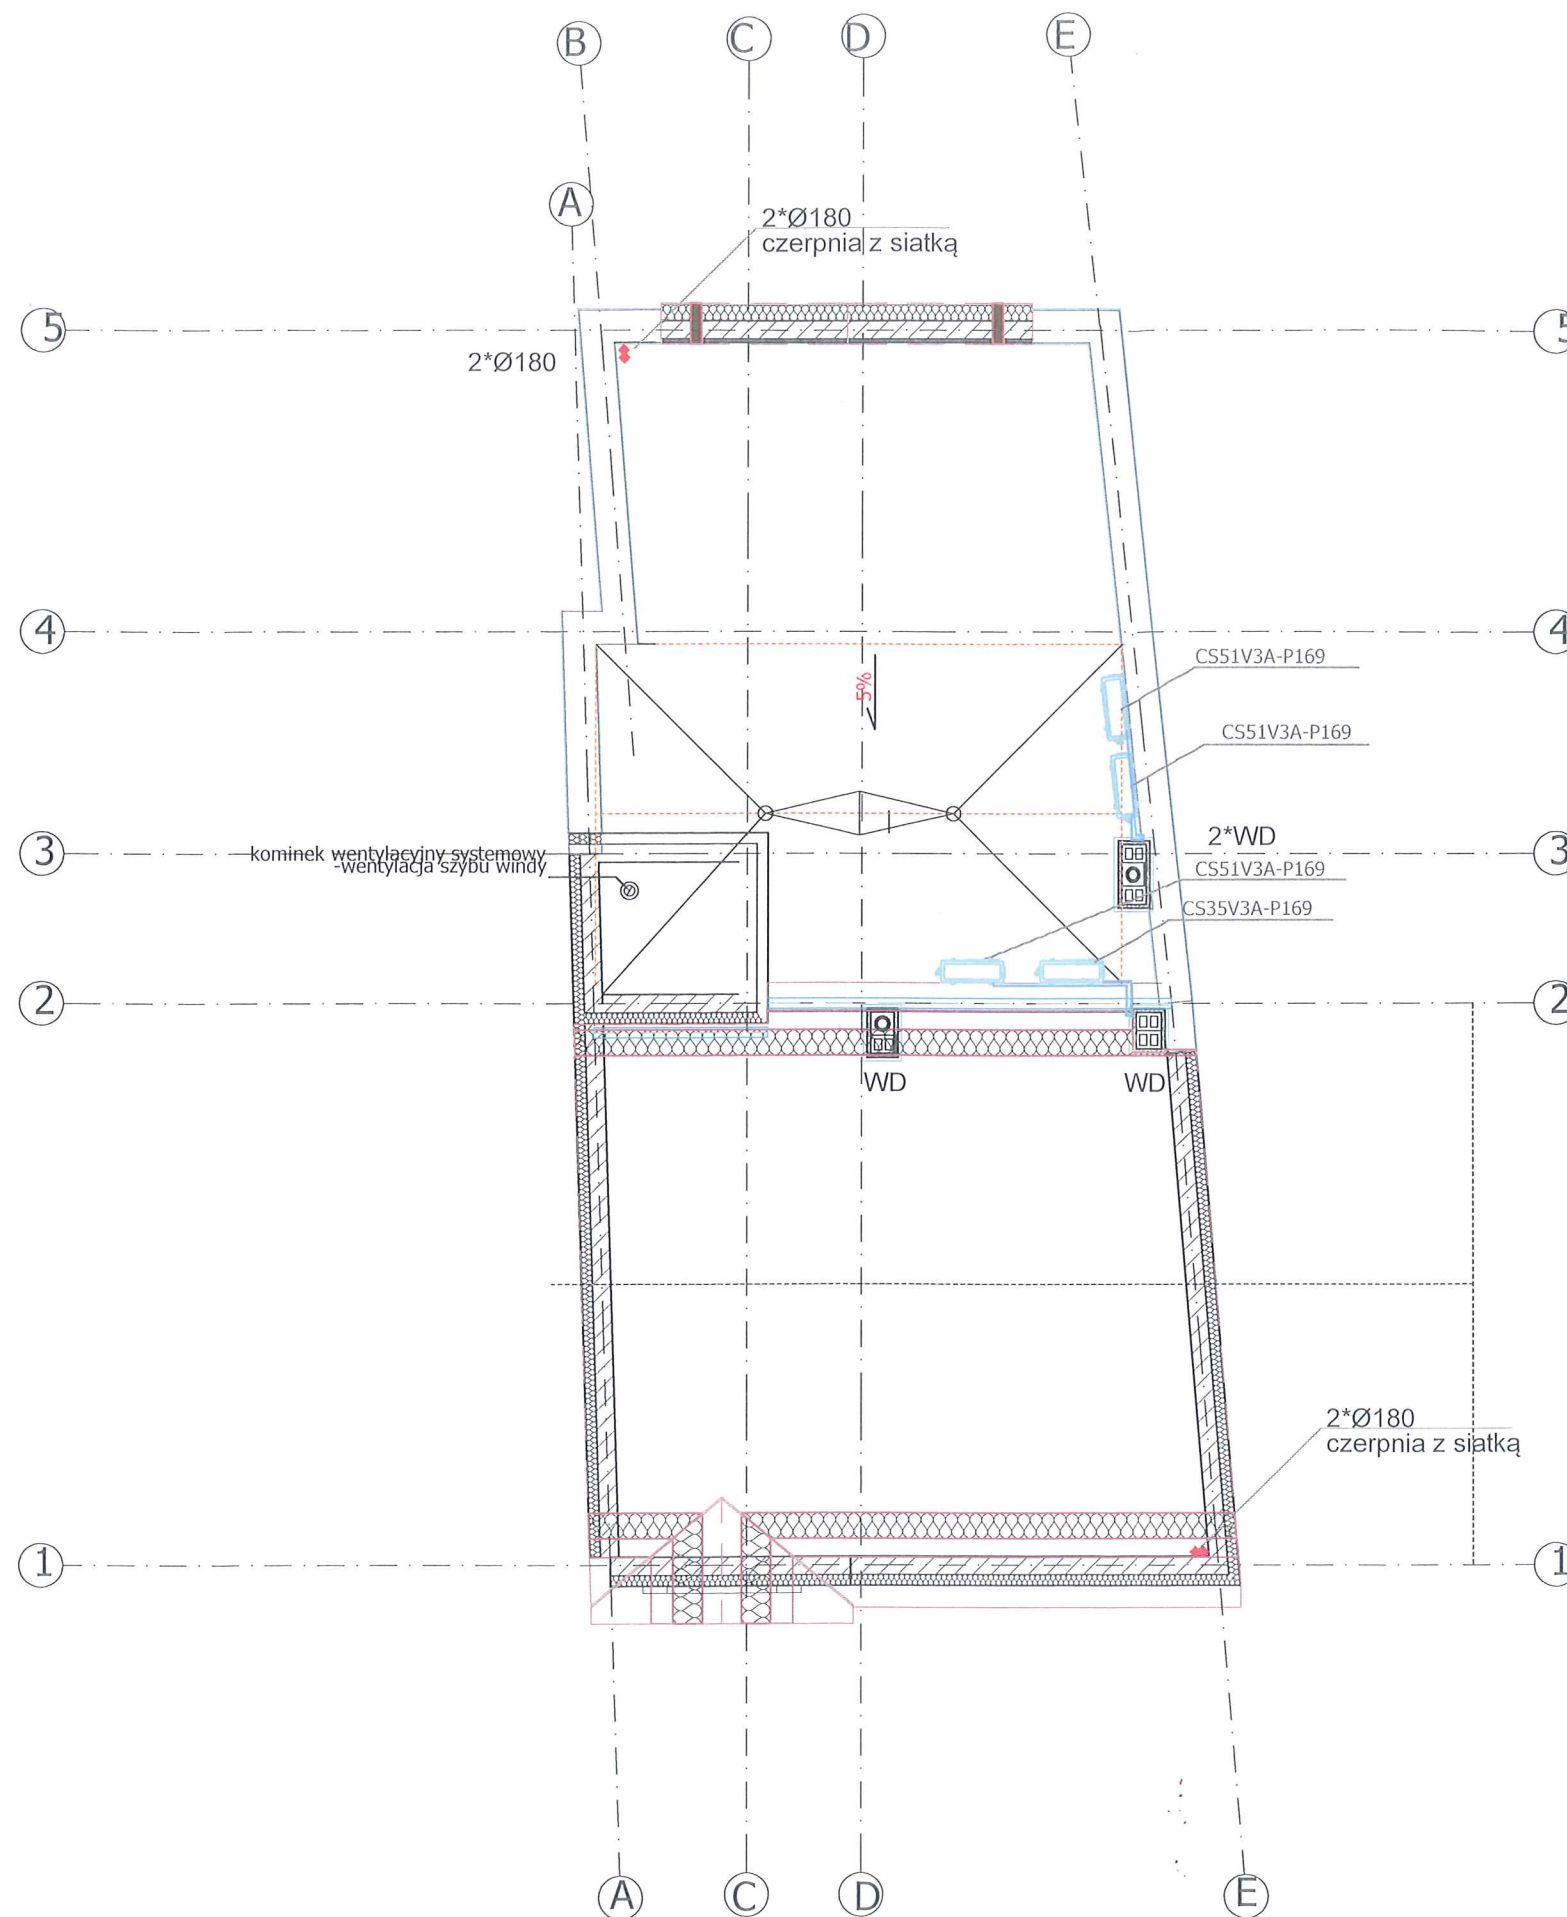 B
C
D
E
A
2*Ø180
czerpnia z siatką
5
5
2*Ø180
4
4
CS51V3A-P169
5%
CS51V3A-P169
2*WD
3
kominek wentylacyjny systemowy
-wentylacja szybu windy
3
CS51V3A-P169
CS35V3A-P169
2
2
WD
WD
2*Ø180
czerpnia z siatką
1
1
A
C
D
E